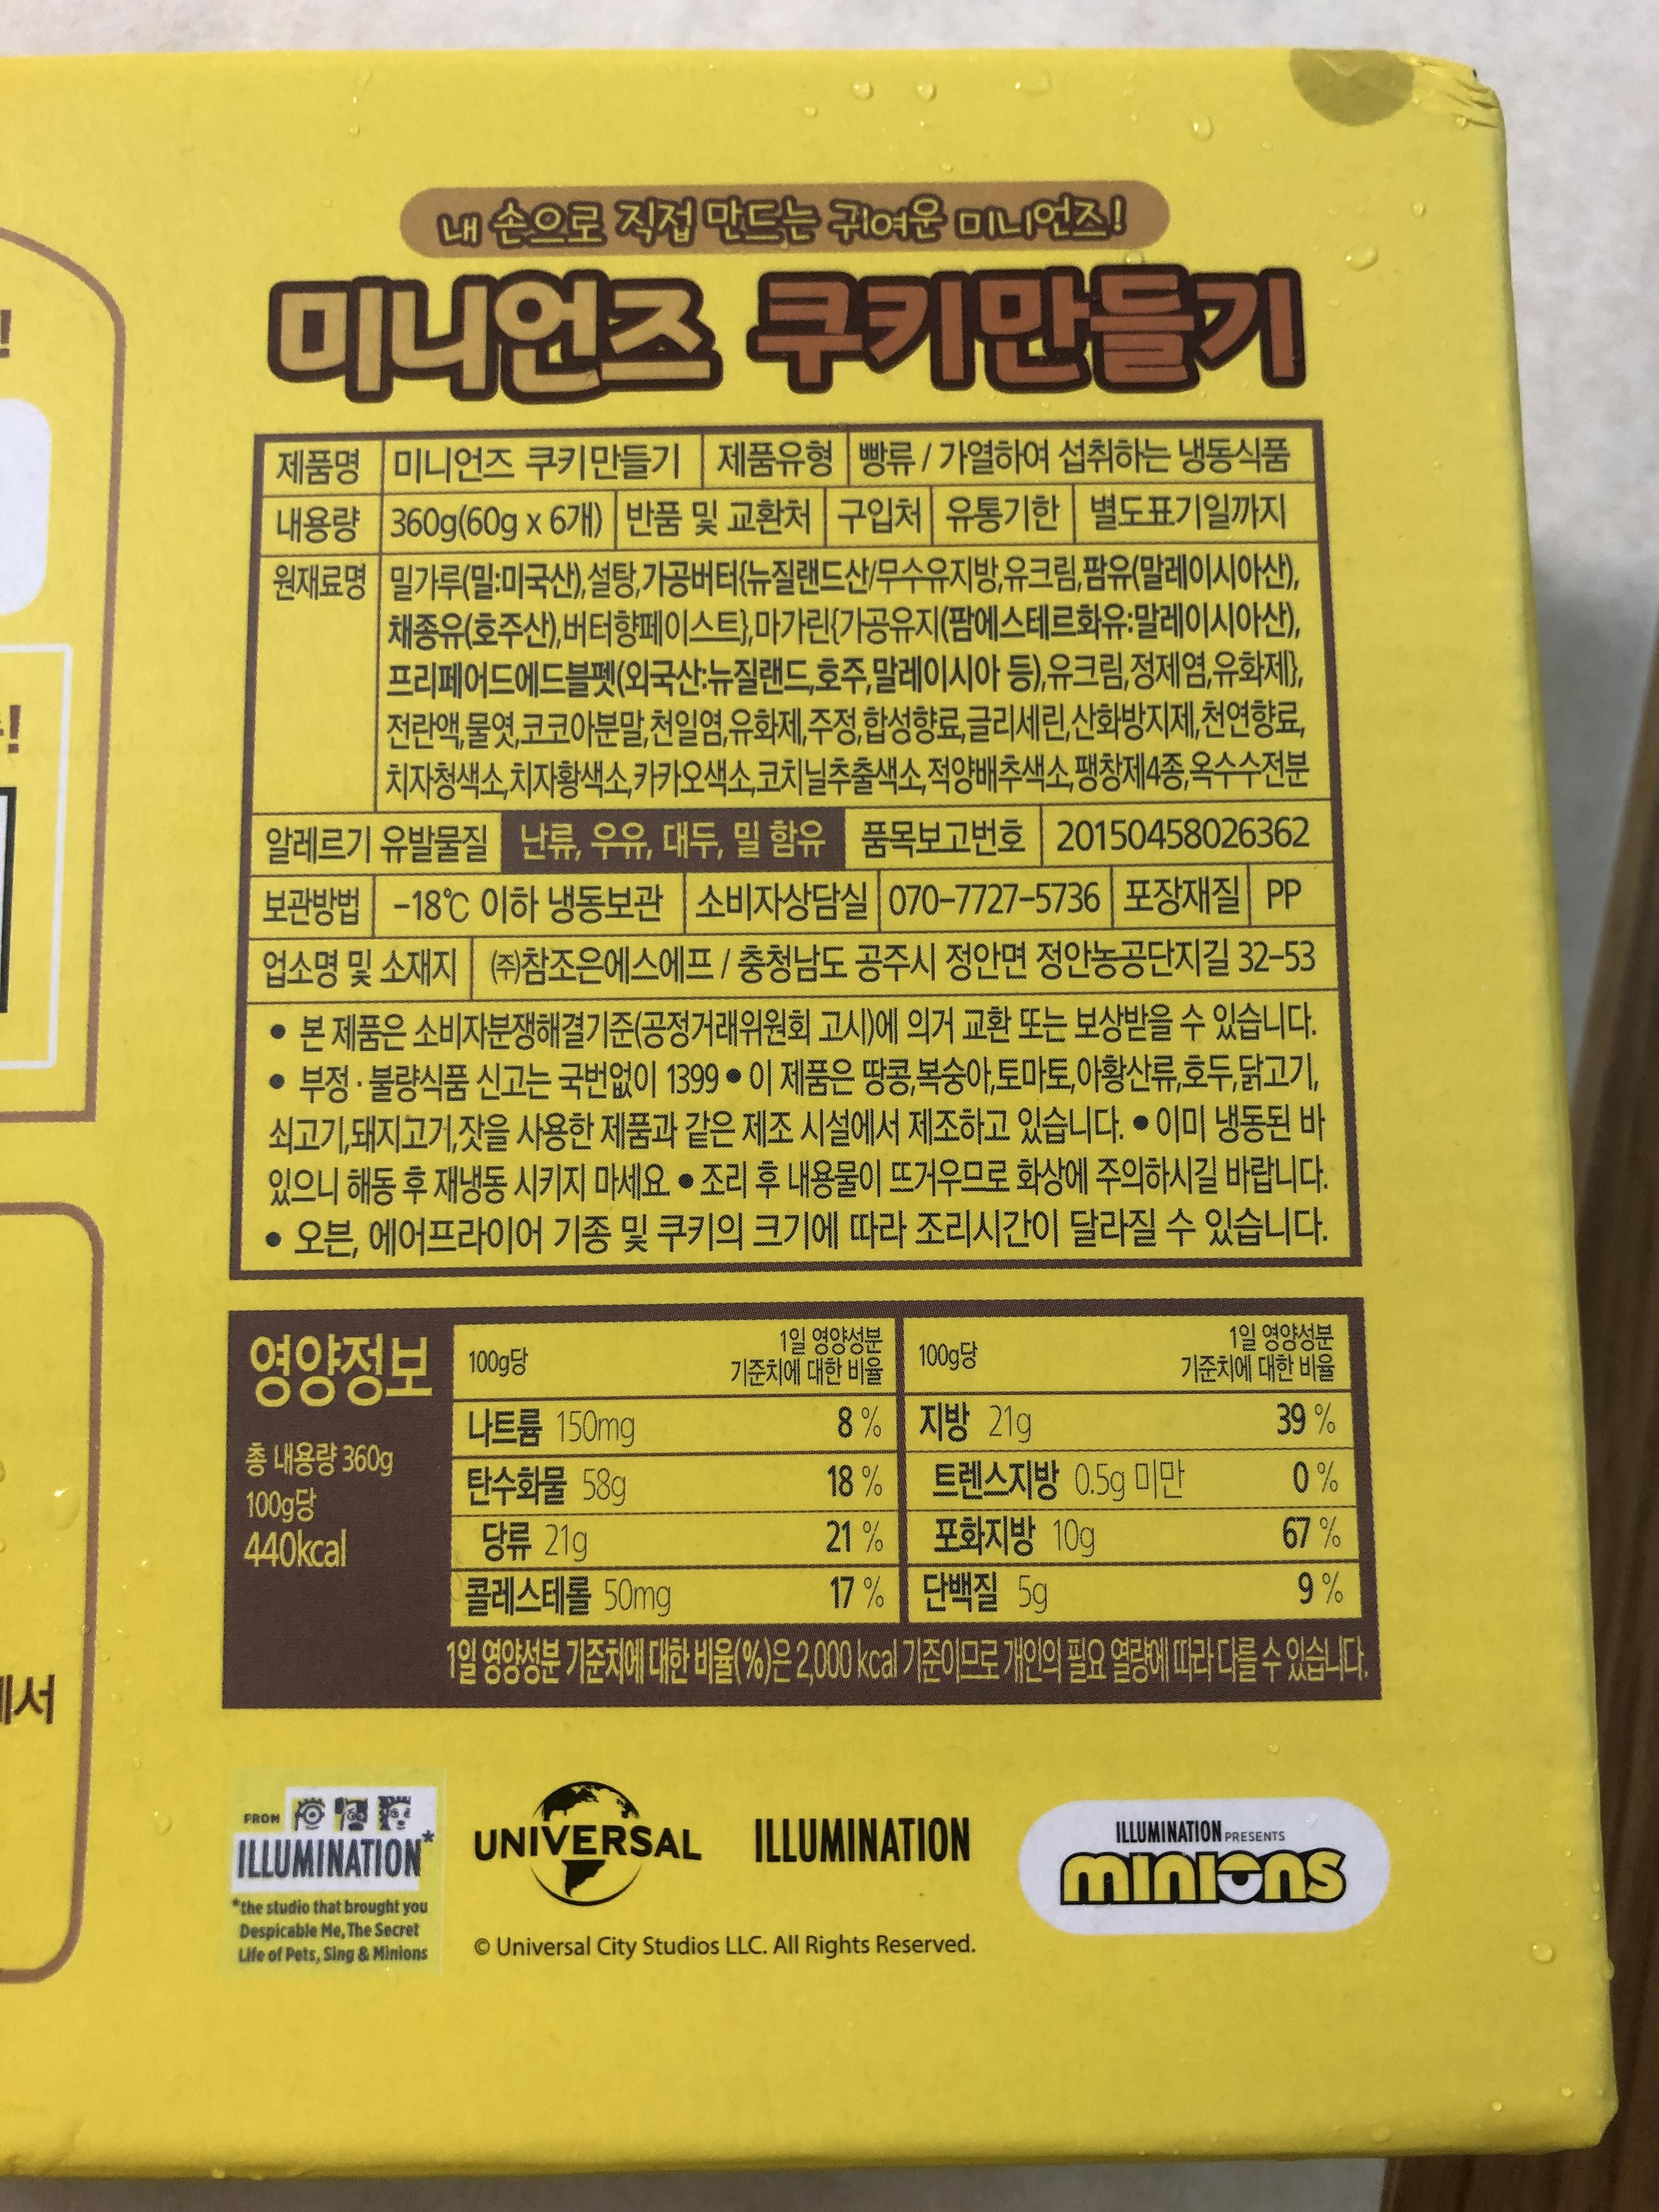 내 손으로 직접 만드는 귀여운 미니언즈!
미니언즈 쿠키만들기
제품명 미니언즈 쿠키만들기 제품유형 빵류 / 가열하여 섭취하는 냉동식품
내용량 360g(60g x 6개) 반품 및 교환처 구입처 유통기한 별도표기일까지
원재료명 밀가루(밀:미국산),설탕,가공버터{뉴질랜드산/무수유지방,유크림,팜유(말레이시아산),
채종유(호주산),버터향페이스트},마가린{가공유지(팜에스테르화유:말레이시아산),
프리페어드에드블펫(외국산:뉴질랜드,호주,말레이시아 등),유크림,정제염,유화제},
전란액,물엿,코코아분말,천일염,유화제,주정,합성향료,글리세린,산화방지제,천연향료,
치자청색소,치자황색소,카카오색소,코치닐추출색소,적양배추색소,팽창제4종,옥수수전분
알레르기 유발물질 난류, 우유, 대두, 밀 함유 품목보고번호 20150458026362
보관방법 -18℃ 이하 냉동보관 소비자상담실 070-7727-5736 포장재질 PP
업소명 및 소재지 ㈜참조은에스에프 / 충청남도 공주시 정안면 정안농공단지길 32-53
• 본 제품은 소비자분쟁해결기준(공정거래위원회 고시)에 의거 교환 또는 보상받을 수 있습니다.
• 부정·불량식품 신고는 국번없이 1399 • 이 제품은 땅콩,복숭아,토마토,아황산류,호두,닭고기,
쇠고기,돼지고기,잣을 사용한 제품과 같은 제조 시설에서 제조하고 있습니다. • 이미 냉동된 바
있으니 해동 후 재냉동 시키지 마세요 • 조리 후 내용물이 뜨거우므로 화상에 주의하시길 바랍니다.
• 오븐, 에어프라이어 기종 및 쿠키의 크기에 따라 조리시간이 달라질 수 있습니다.
영양정보
총 내용량 360g
100g당
440kcal
100g당 1일 영양성분 기준치에 대한 비율 100g당 1일 영양성분 기준치에 대한 비율
나트륨 150mg 8 % 지방 21g 39 %
탄수화물 58g 18 % 트렌스지방 0.5g 미만 0 %
당류 21g 21 % 포화지방 10g 67 %
콜레스테롤 50mg 17 % 단백질 5g 9 %
1일 영양성분 기준치에 대한 비율(%)은 2,000 kcal 기준이므로 개인의 필요 열량에 따라 다를 수 있습니다.
FROM
ILLUMINATION*
*the studio that brought you
Despicable Me, The Secret
Life of Pets, Sing & Minions
UNIVERSAL
ILLUMINATION
ILLUMINATION PRESENTS
minions
© Universal City Studios LLC. All Rights Reserved.